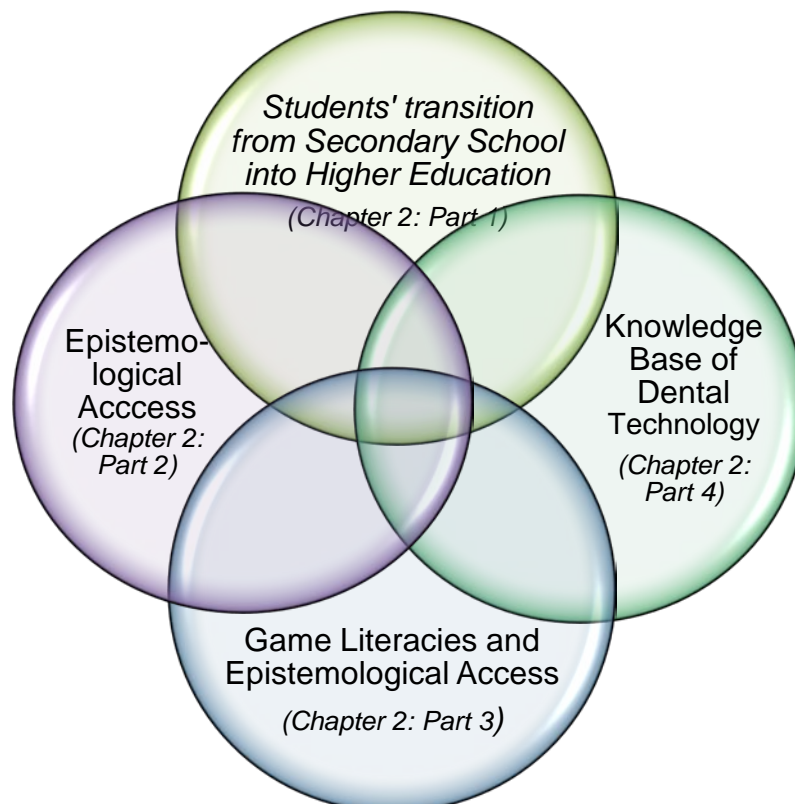 Students' transition
from Secondary School
into Higher Education
(Chapter 2: Part 1)
Epistemo-
logical
Acccess
(Chapter 2:
Part 2)
Knowledge
Base of
Dental
Technology
(Chapter 2:
Part 4)
Game Literacies and
Epistemological Access
(Chapter 2: Part 3)